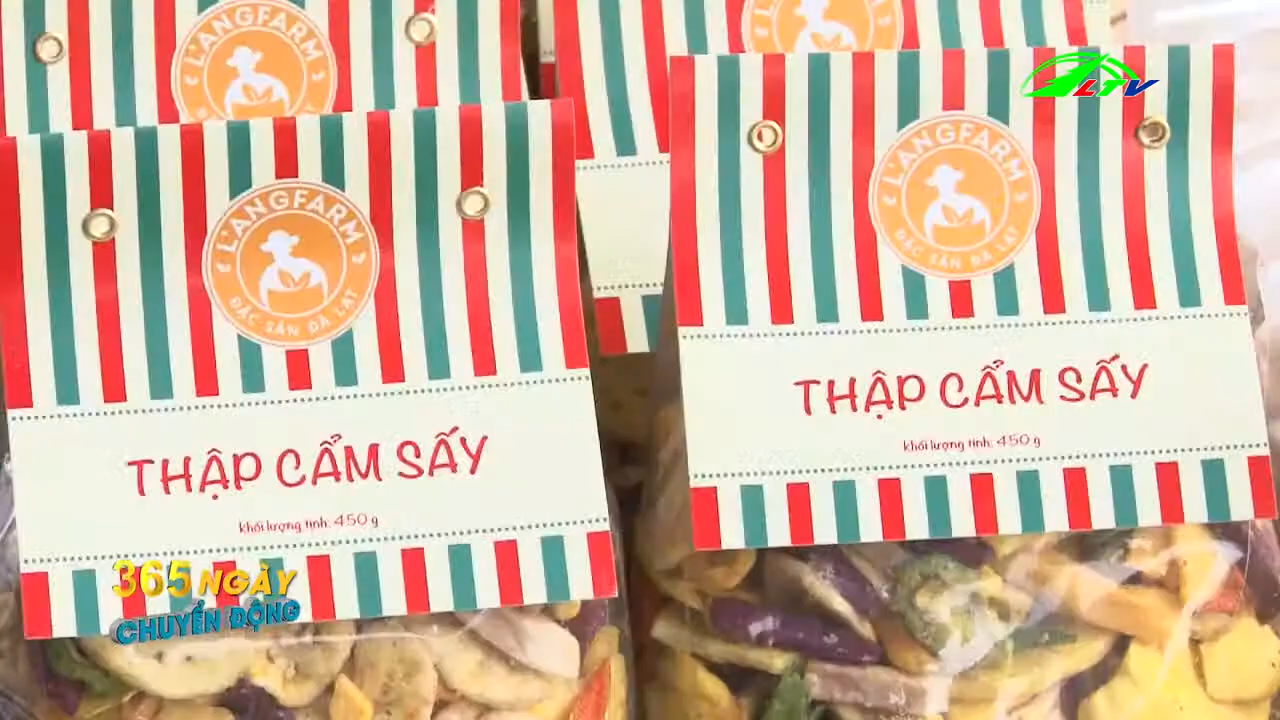 L'ANGFARM
L'ANGFARM
ĐẶC SẢN ĐÀ LẠT
THẬP CẨM SẤY
khối lượng tịnh: 450 g
365 NGÀY
CHUYỂN ĐỘNG
LTV
L'ANGFARM
ĐẶC SẢN ĐÀ LẠT
THẬP CẨM SẤY
khối lượng tịnh: 450 g